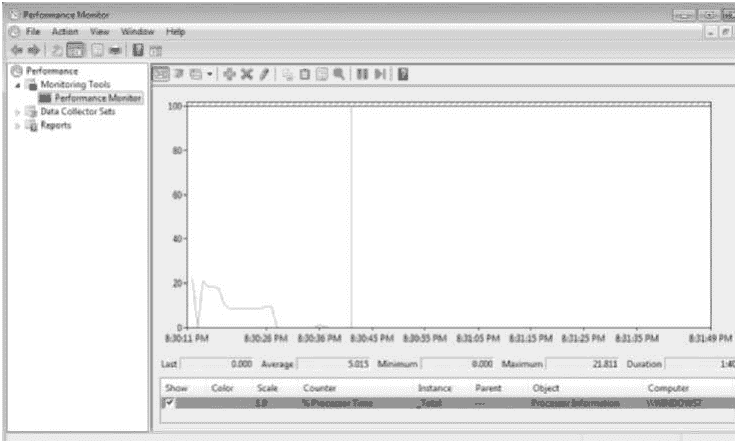 Performance Monitor
File Action View Window Help
Performance
Monitoring Tools
Performance Monitor
Data Collector Sets
Reports
100
80
60
40
20
0
8:30:11 PM 8:30:26 PM 8:30:36 PM 8:30:45 PM 8:30:55 PM 8:31:05 PM 8:31:15 PM 8:31:25 PM 8:31:35 PM 8:31:49 PM
Last 0.000 Average 5.015 Minimum 0.000 Maximum 21.811 Duration 1:40
Show Color Scale Counter Instance Parent Object Computer
% Processor Time _Total --- Processor Information \\WINDOWS7